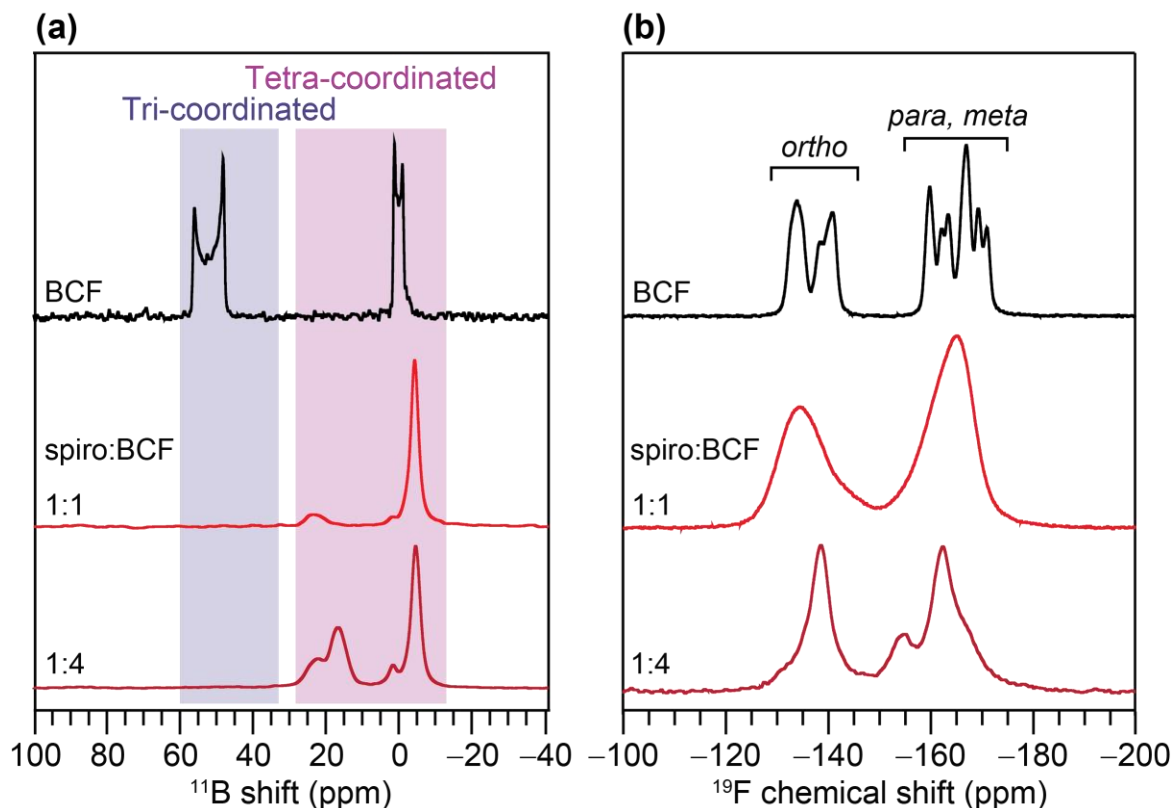 (a)
Tetra-coordinated
Tri-coordinated
BCF
spiro:BCF
1:1
1:4
100 80 60 40 20 0 −20 −40
¹¹B shift (ppm)
(b)
para, meta
ortho
BCF
spiro:BCF
1:1
1:4
−100 −120 −140 −160 −180 −200
¹⁹F chemical shift (ppm)